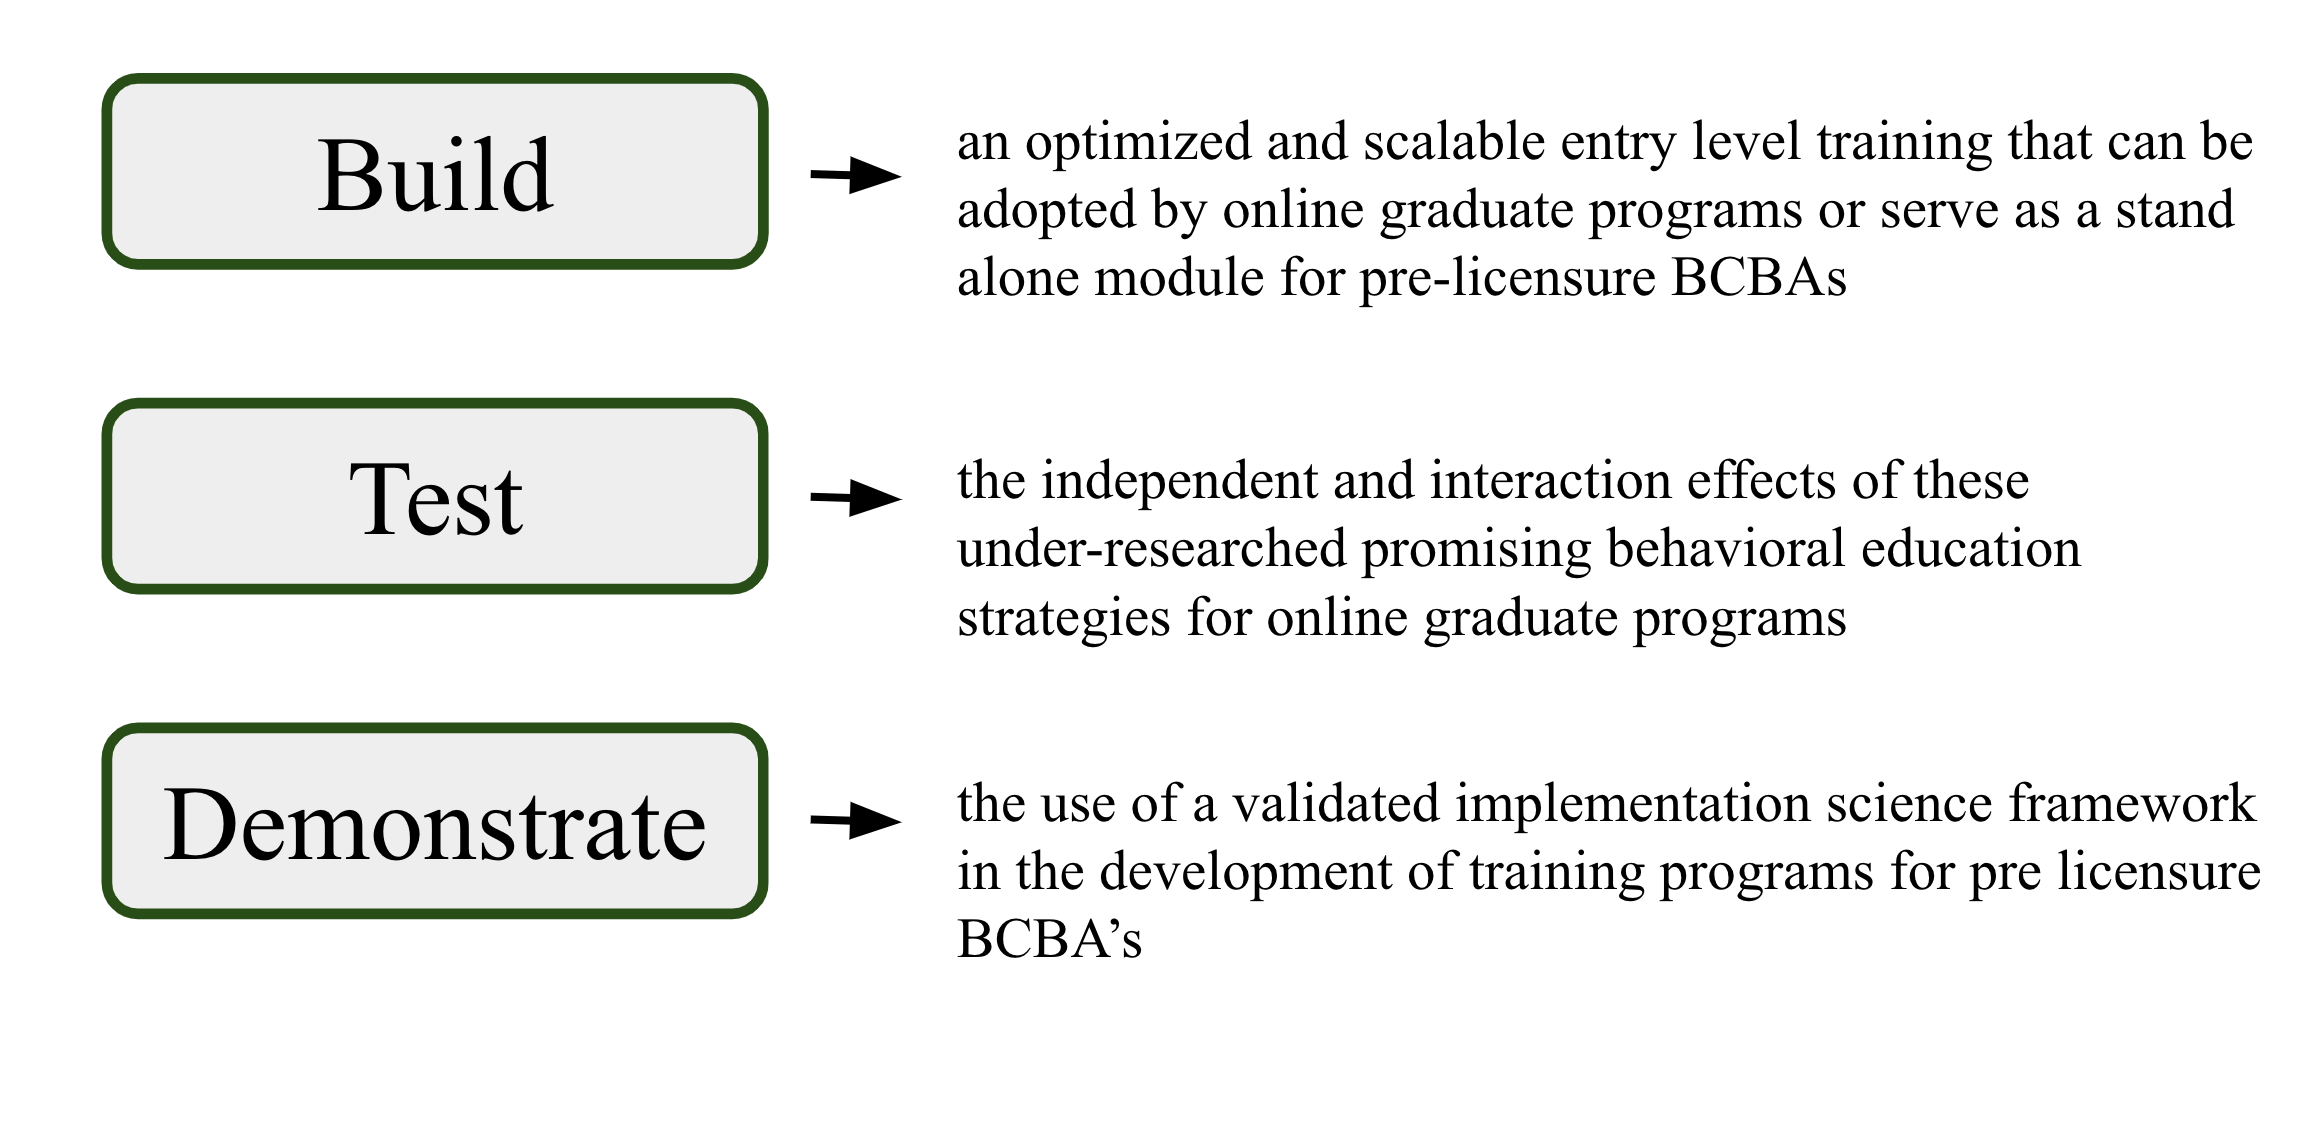 Build
an optimized and scalable entry level training that can be
adopted by online graduate programs or serve as a stand
alone module for pre-licensure BCBAs
Test
the independent and interaction effects of these
under-researched promising behavioral education
strategies for online graduate programs
Demonstrate
the use of a validated implementation science framework
in the development of training programs for pre licensure
BCBA’s